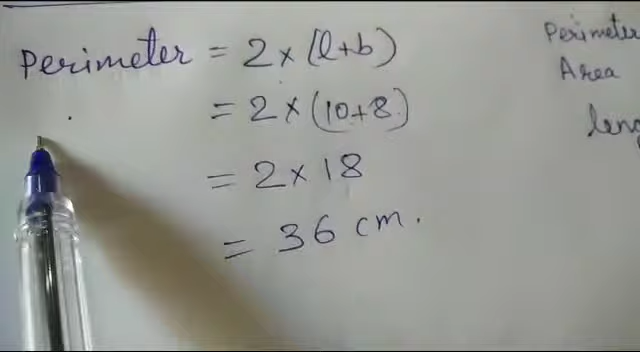 Perimeter = 2 × (l+b)
= 2 × (10+8)
= 2 × 18
= 36 cm.
Perimeter
Area